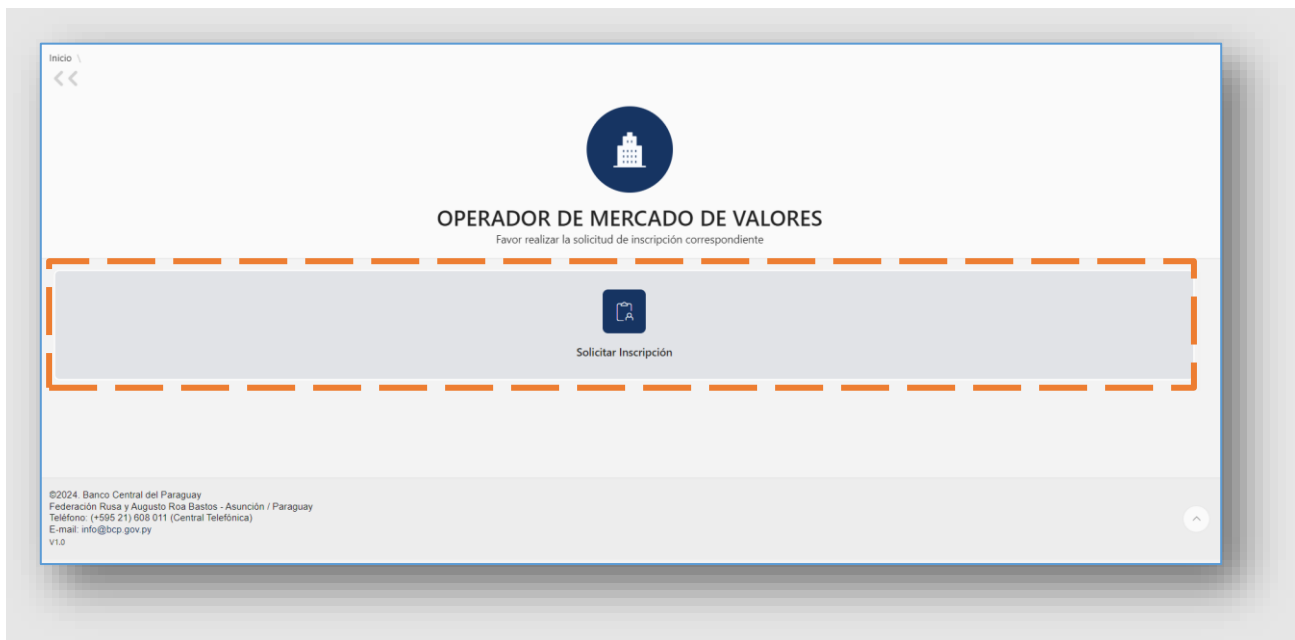 Inicio \
OPERADOR DE MERCADO DE VALORES
Favor realizar la solicitud de inscripción correspondiente
Solicitar Inscripción
©2024. Banco Central del Paraguay
Federación Rusa y Augusto Roa Bastos - Asunción / Paraguay
Teléfono: (+595 21) 608 011 (Central Telefónica)
E-mail: info@bcp.gov.py
V1.0